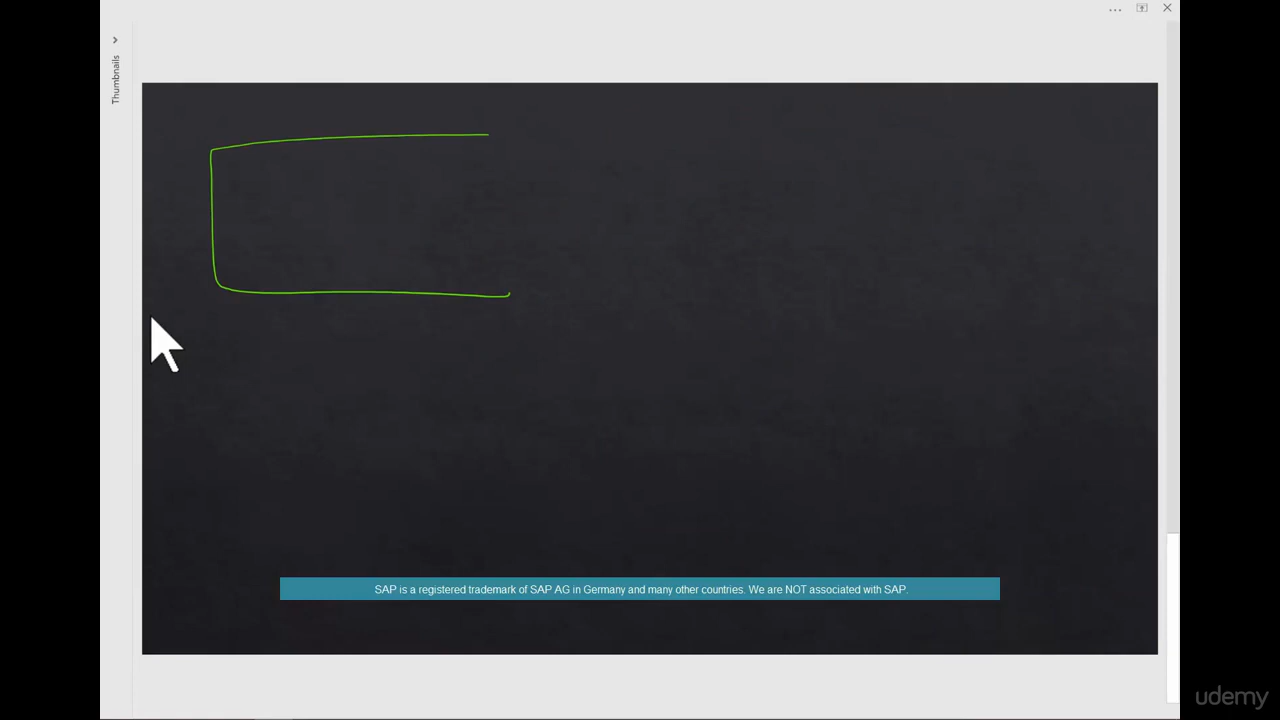 Thumbnails
SAP is a registered trademark of SAP AG in Germany and many other countries. We are NOT associated with SAP.
udemy